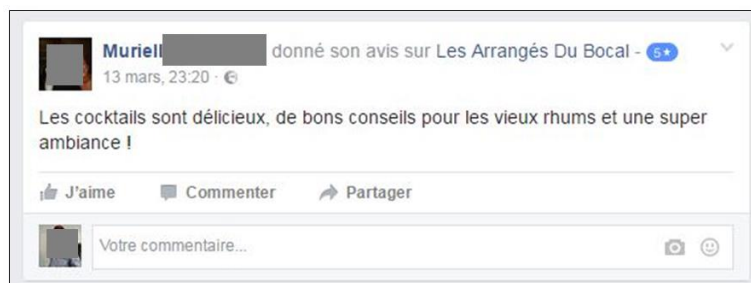 Muriell donné son avis sur Les Arrangés Du Bocal - 5★
13 mars, 23:20 ·
Les cocktails sont délicieux, de bons conseils pour les vieux rhums et une super
ambiance !
J'aime Commenter Partager
Votre commentaire...